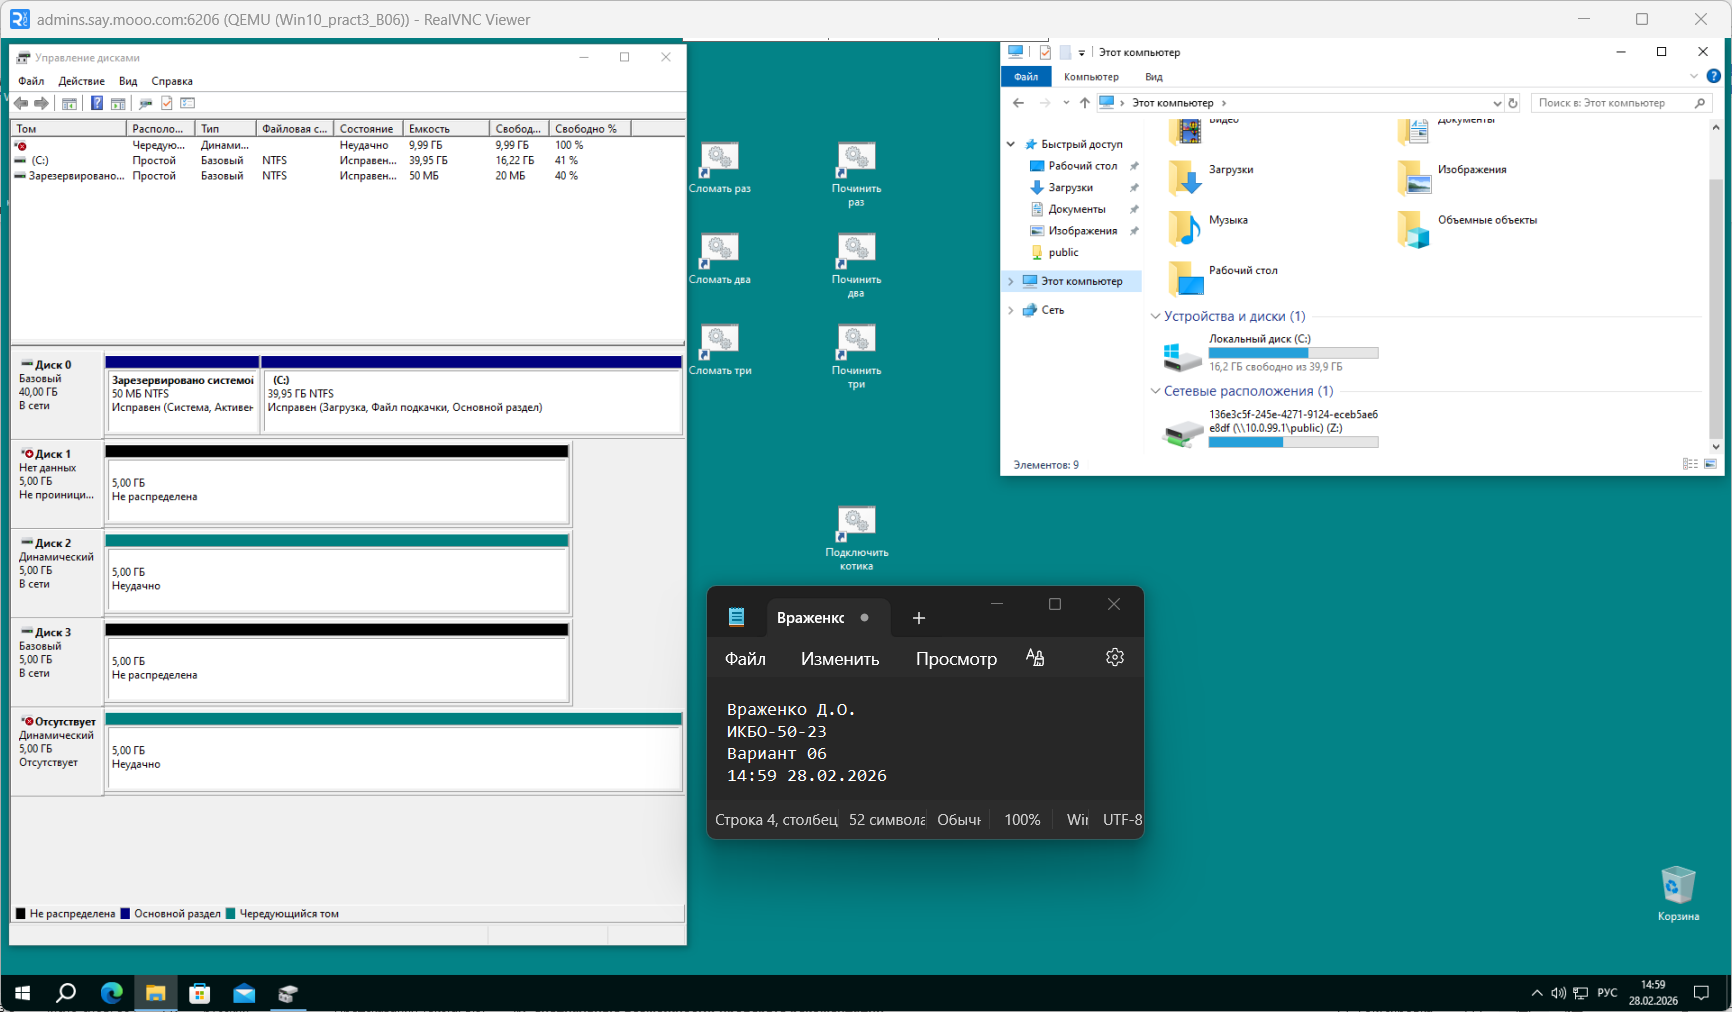 admins.say.mooo.com:6206 (QEMU (Win10_pract3_B06)) - RealVNC Viewer
Управление дисками
Файл Действие Вид Справка
Том Располо... Тип Файловая с... Состояние Емкость Свобод... Свободно %
Чередую... Динами... Неудачно 9,99 ГБ 9,99 ГБ 100 %
(C:) Простой Базовый NTFS Исправен... 39,95 ГБ 16,22 ГБ 41 %
Зарезервировано... Простой Базовый NTFS Исправен... 50 МБ 20 МБ 40 %
Диск 0
Базовый
40,00 ГБ
В сети
Зарезервировано системой
50 МБ NTFS
Исправен (Система, Активен
(C:)
39,95 ГБ NTFS
Исправен (Загрузка, Файл подкачки, Основной раздел)
Диск 1
Нет данных
5,00 ГБ
Не проиници...
5,00 ГБ
Не распределена
Диск 2
Динамический
5,00 ГБ
В сети
5,00 ГБ
Неудачно
Диск 3
Базовый
5,00 ГБ
В сети
5,00 ГБ
Не распределена
Отсутствует
Динамический
5,00 ГБ
Отсутствует
5,00 ГБ
Неудачно
Не распределена Основной раздел Чередующийся том
Сломать раз
Починить
раз
Сломать два
Починить
два
Сломать три
Починить
три
Подключить
котика
Этот компьютер
Файл Компьютер Вид
Этот компьютер
Поиск в: Этот компьютер
Быстрый доступ
Рабочий стол
Загрузки
Документы
Изображения
public
Этот компьютер
Сеть
Видео
Документы
Загрузки
Изображения
Музыка
Объемные объекты
Рабочий стол
Устройства и диски (1)
Локальный диск (C:)
16,2 ГБ свободно из 39,9 ГБ
Сетевые расположения (1)
136e3c5f-245e-4271-9124-eceb5ae6
e8df (\\10.0.99.1\public) (Z:)
Элементов: 9
Враженко
Файл Изменить Просмотр
Враженко Д.О.
ИКБО-50-23
Вариант 06
14:59 28.02.2026
Строка 4, столбец 52 символа Обычн 100% Win UTF-8
Корзина
РУС
14:59
28.02.2026